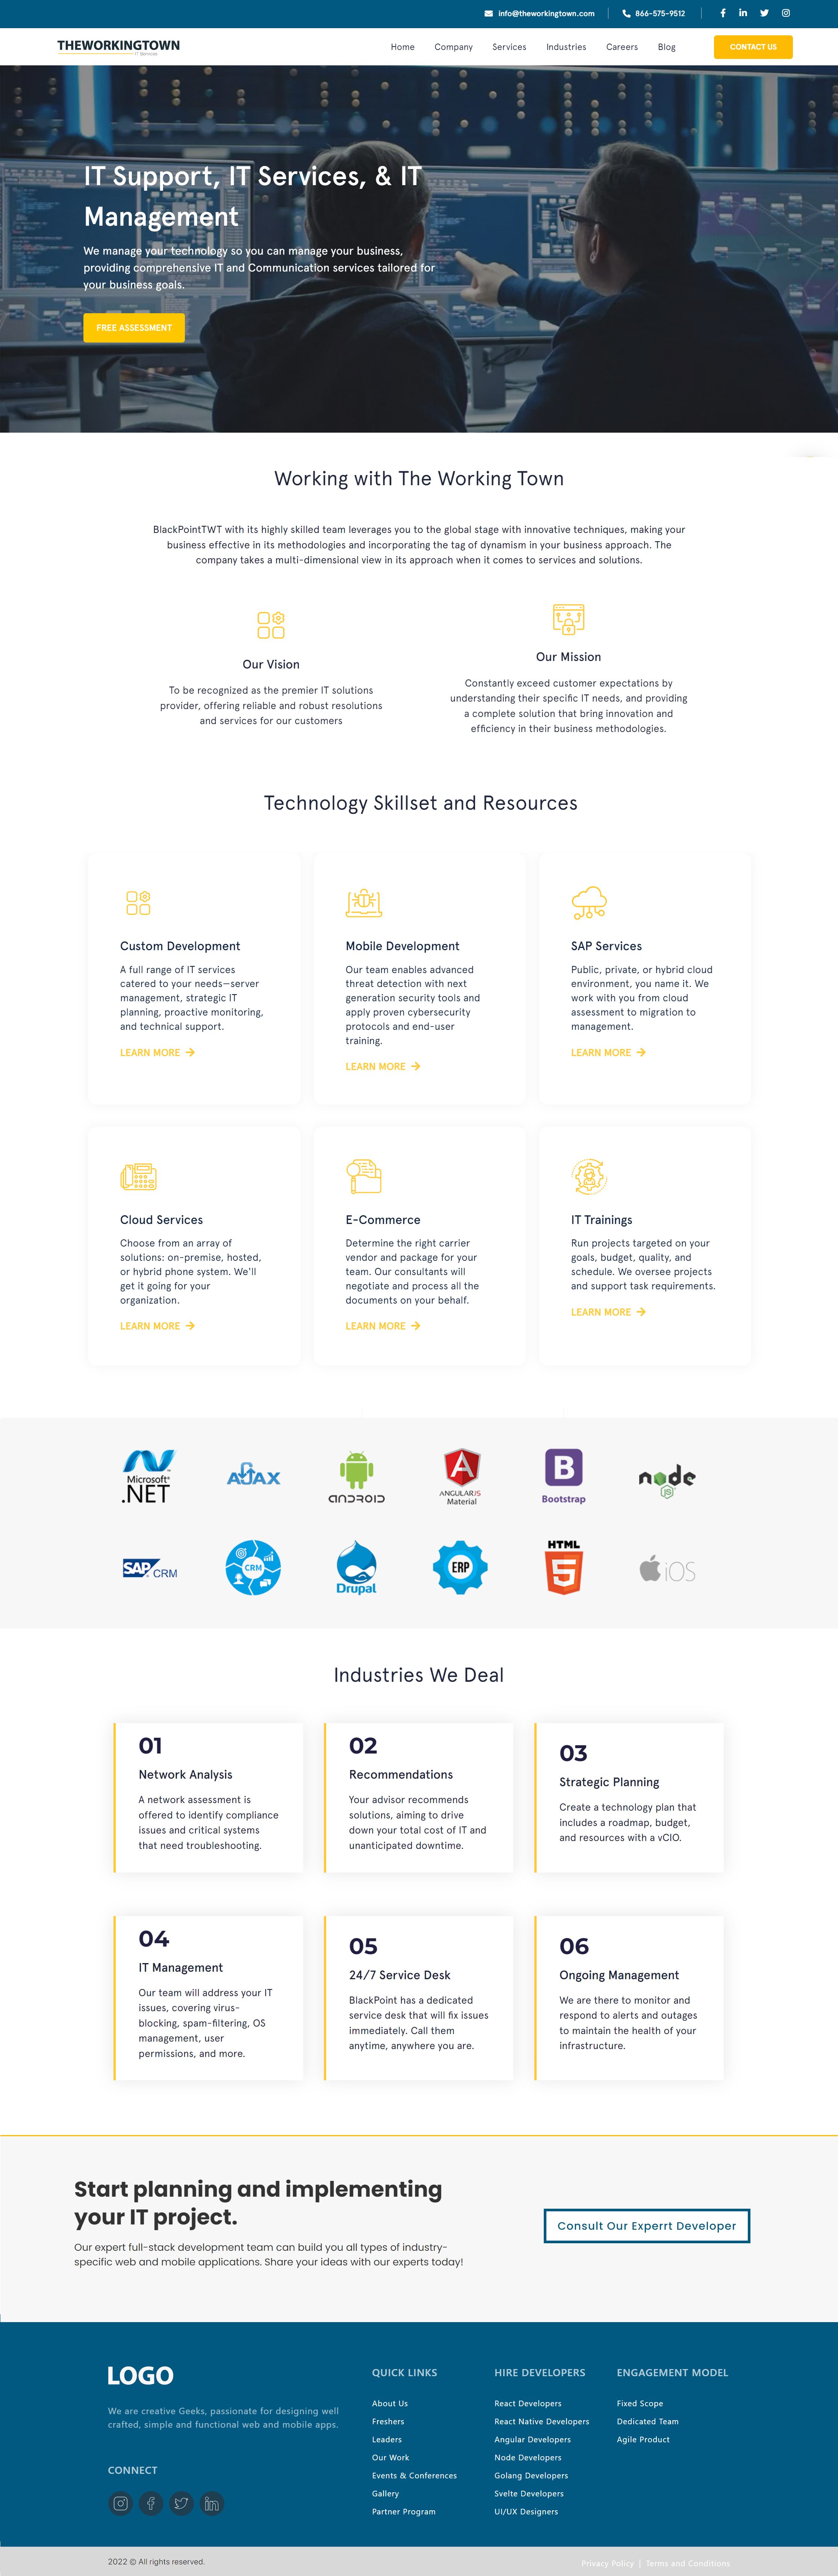 info@theworkingtown.com
866-575-9512
THEWORKINGTOWN
IT Services
Home
Company
Services
Industries
Careers
Blog
CONTACT US
IT Support, IT Services, & IT
Management
We manage your technology so you can manage your business,
providing comprehensive IT and Communication services tailored for
your business goals.
FREE ASSESSMENT
Working with The Working Town
BlackPointTWT with its highly skilled team leverages you to the global stage with innovative techniques, making your
business effective in its methodologies and incorporating the tag of dynamism in your business approach. The
company takes a multi-dimensional view in its approach when it comes to services and solutions.
Our Vision
To be recognized as the premier IT solutions
provider, offering reliable and robust resolutions
and services for our customers
Our Mission
Constantly exceed customer expectations by
understanding their specific IT needs, and providing
a complete solution that bring innovation and
efficiency in their business methodologies.
Technology Skillset and Resources
Custom Development
A full range of IT services
catered to your needs—server
management, strategic IT
planning, proactive monitoring,
and technical support.
LEARN MORE
Mobile Development
Our team enables advanced
threat detection with next
generation security tools and
apply proven cybersecurity
protocols and end-user
training.
LEARN MORE
SAP Services
Public, private, or hybrid cloud
environment, you name it. We
work with you from cloud
assessment to migration to
management.
LEARN MORE
Cloud Services
Choose from an array of
solutions: on-premise, hosted,
or hybrid phone system. We'll
get it going for your
organization.
LEARN MORE
E-Commerce
Determine the right carrier
vendor and package for your
team. Our consultants will
negotiate and process all the
documents on your behalf.
LEARN MORE
IT Trainings
Run projects targeted on your
goals, budget, quality, and
schedule. We oversee projects
and support task requirements.
LEARN MORE
Microsoft®
.NET
AJAX
ANDROID
A
ANGULARJS
Material
B
Bootstrap
node
JS
SAP CRM
CRM
Drupal
ERP
HTML
5
iOS
Industries We Deal
01
Network Analysis
A network assessment is
offered to identify compliance
issues and critical systems
that need troubleshooting.
02
Recommendations
Your advisor recommends
solutions, aiming to drive
down your total cost of IT and
unanticipated downtime.
03
Strategic Planning
Create a technology plan that
includes a roadmap, budget,
and resources with a vCIO.
04
IT Management
Our team will address your IT
issues, covering virus-
blocking, spam-filtering, OS
management, user
permissions, and more.
05
24/7 Service Desk
BlackPoint has a dedicated
service desk that will fix issues
immediately. Call them
anytime, anywhere you are.
06
Ongoing Management
We are there to monitor and
respond to alerts and outages
to maintain the health of your
infrastructure.
Start planning and implementing
your IT project.
Our expert full-stack development team can build you all types of industry-
specific web and mobile applications. Share your ideas with our experts today!
Consult Our Experrt Developer
LOGO
We are creative Geeks, passionate for designing well
crafted, simple and functional web and mobile apps.
CONNECT
QUICK LINKS
About Us
Freshers
Leaders
Our Work
Events & Conferences
Gallery
Partner Program
HIRE DEVELOPERS
React Developers
React Native Developers
Angular Developers
Node Developers
Golang Developers
Svelte Developers
UI/UX Designers
ENGAGEMENT MODEL
Fixed Scope
Dedicated Team
Agile Product
2022 © All rights reserved.
Privacy Policy | Terms and Conditions